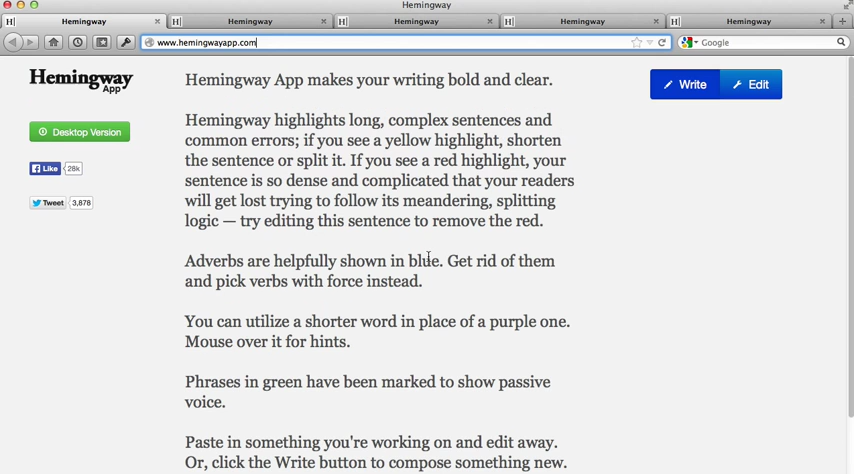 Hemingway
Hemingway
Hemingway
Hemingway
Hemingway
Hemingway
www.hemingwayapp.com
Google
Hemingway
App
Write
Edit
Desktop Version
Like
28k
Tweet
3,878
Hemingway App makes your writing bold and clear.
Hemingway highlights long, complex sentences and
common errors; if you see a yellow highlight, shorten
the sentence or split it. If you see a red highlight, your
sentence is so dense and complicated that your readers
will get lost trying to follow its meandering, splitting
logic — try editing this sentence to remove the red.
Adverbs are helpfully shown in blue. Get rid of them
and pick verbs with force instead.
You can utilize a shorter word in place of a purple one.
Mouse over it for hints.
Phrases in green have been marked to show passive
voice.
Paste in something you're working on and edit away.
Or, click the Write button to compose something new.